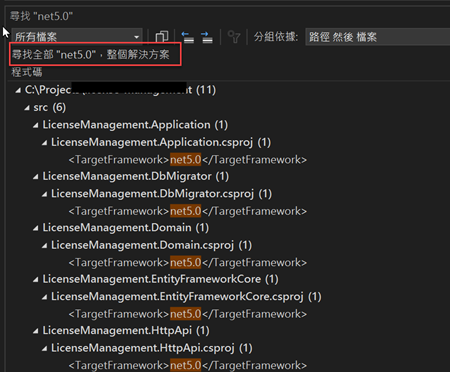 尋找 "net5.0"
所有檔案 分組依據: 路徑 然後 檔案
尋找全部 "net5.0"，整個解決方案
程式碼
C:\Project (11)
src (6)
LicenseManagement.Application (1)
LicenseManagement.Application.csproj (1)
<TargetFramework>net5.0</TargetFramework>
LicenseManagement.DbMigrator (1)
LicenseManagement.DbMigrator.csproj (1)
<TargetFramework>net5.0</TargetFramework>
LicenseManagement.Domain (1)
LicenseManagement.Domain.csproj (1)
<TargetFramework>net5.0</TargetFramework>
LicenseManagement.EntityFrameworkCore (1)
LicenseManagement.EntityFrameworkCore.csproj (1)
<TargetFramework>net5.0</TargetFramework>
LicenseManagement.HttpApi (1)
LicenseManagement.HttpApi.csproj (1)
<TargetFramework>net5.0</TargetFramework>